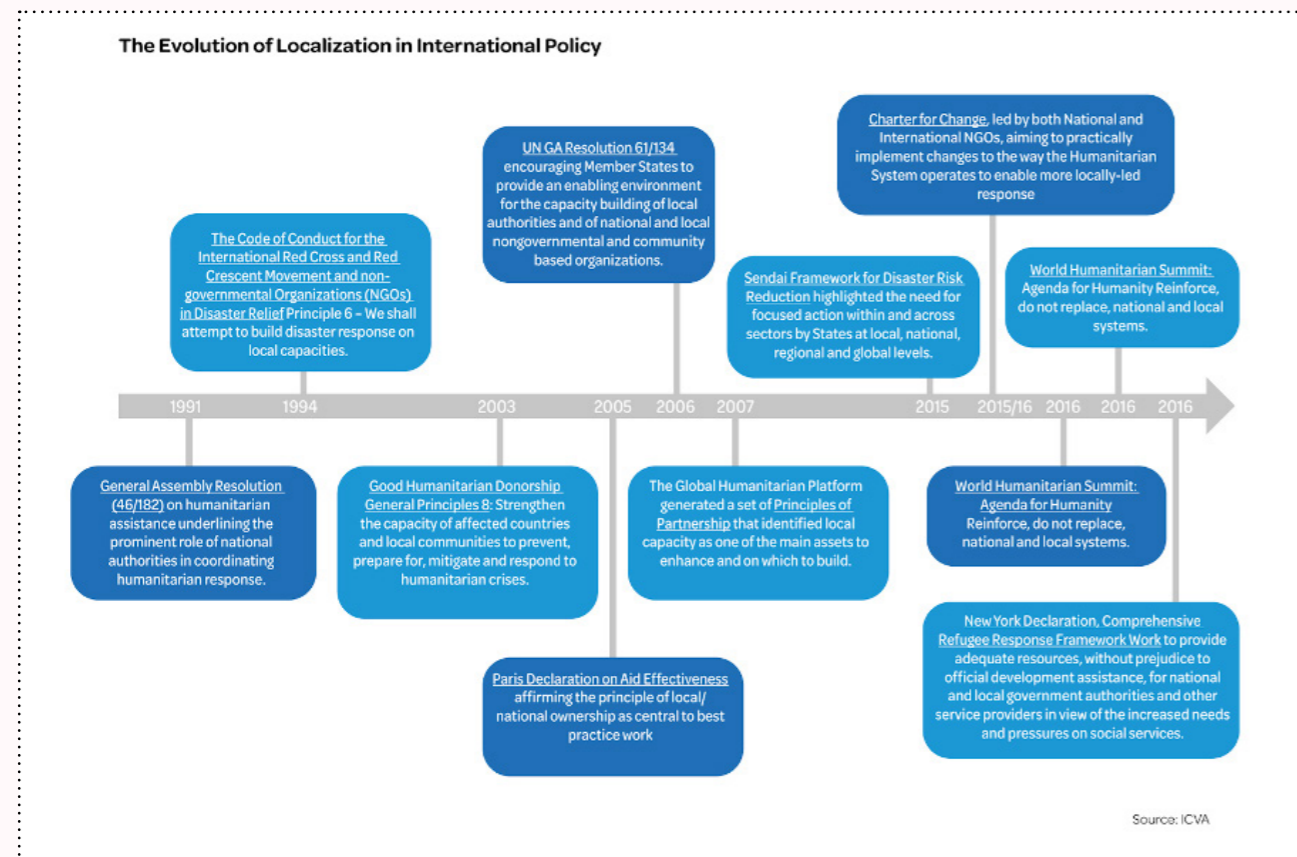 The Evolution of Localization in International Policy
Charter for Change, led by both National and
International NGOs, aiming to practically
implement changes to the way the Humanitarian
System operates to enable more locally-led
response
UN GA Resolution 61/134
encouraging Member States to
provide an enabling environment
for the capacity building of local
authorities and of national and local
nongovernmental and community
based organizations.
The Code of Conduct for the
International Red Cross and Red
Crescent Movement and non-
governmental Organizations (NGOs)
in Disaster Relief Principle 6 – We shall
attempt to build disaster response on
local capacities.
Sendai Framework for Disaster Risk
Reduction highlighted the need for
focused action within and across
sectors by States at local, national,
regional and global levels.
World Humanitarian Summit:
Agenda for Humanity Reinforce,
do not replace, national and local
systems.
1991 1994 2003 2005 2006 2007 2015 2015/16 2016 2016 2016
General Assembly Resolution
(46/182) on humanitarian
assistance underlining the
prominent role of national
authorities in coordinating
humanitarian response.
Good Humanitarian Donorship
General Principles 8: Strengthen
the capacity of affected countries
and local communities to prevent,
prepare for, mitigate and respond to
humanitarian crises.
The Global Humanitarian Platform
generated a set of Principles of
Partnership that identified local
capacity as one of the main assets to
enhance and on which to build.
World Humanitarian Summit:
Agenda for Humanity
Reinforce, do not replace,
national and local systems.
Paris Declaration on Aid Effectiveness
affirming the principle of local/
national ownership as central to best
practice work
New York Declaration, Comprehensive
Refugee Response Framework Work to provide
adequate resources, without prejudice to
official development assistance, for national
and local government authorities and other
service providers in view of the increased needs
and pressures on social services.
Source: ICVA